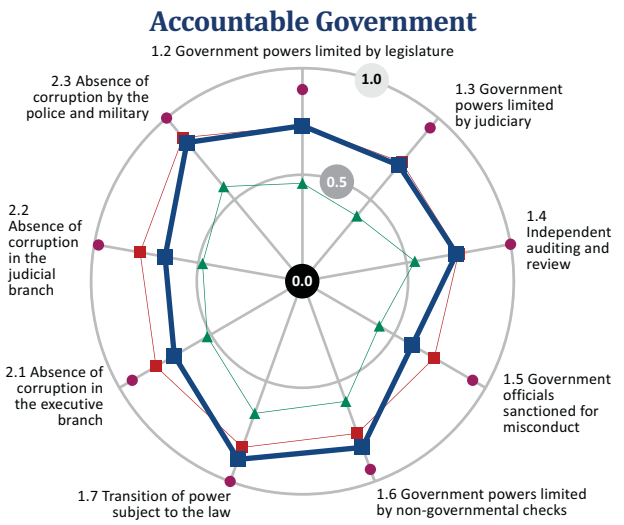 Accountable Government
1.2 Government powers limited by legislature
1.0
2.3 Absence of
corruption by the
police and military
1.3 Government
powers limited
by judiciary
0.5
2.2
Absence of
corruption
in the
judicial
branch
1.4
Independent
auditing and
review
0.0
2.1 Absence of
corruption in
the executive
branch
1.5 Government
officials
sanctioned for
misconduct
1.7 Transition of power
subject to the law
1.6 Government powers limited
by non-governmental checks